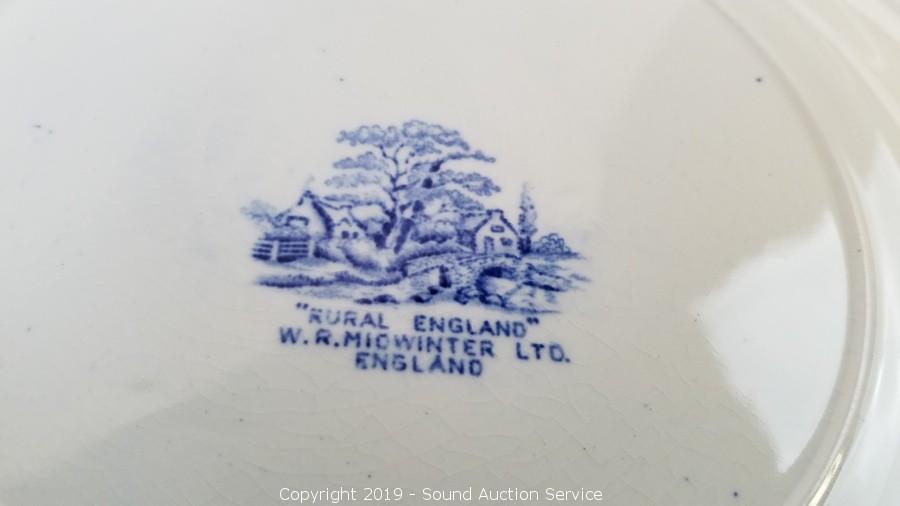 "RURAL ENGLAND"
W.R.MIDWINTER LTD.
ENGLAND
Copyright 2019 - Sound Auction Service